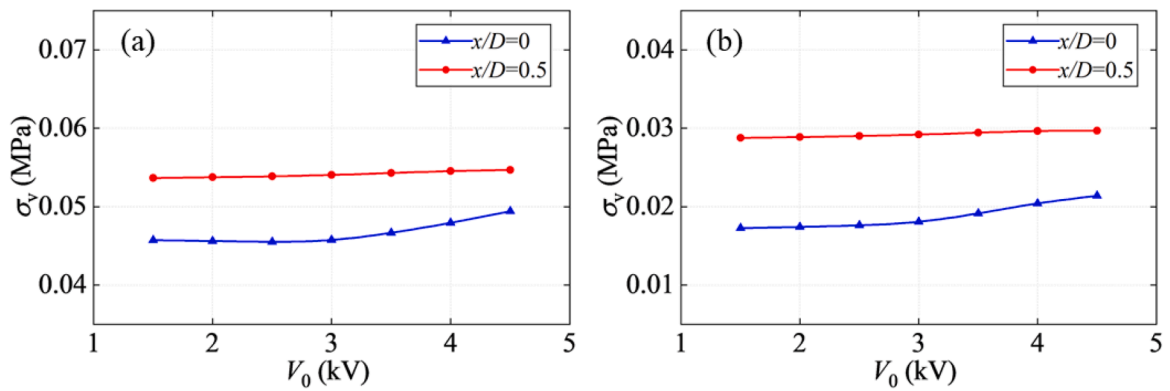 (a)
x/D=0
x/D=0.5
0.07
0.06
0.05
0.04
σv (MPa)
1 2 3 4 5
V0 (kV)
(b)
x/D=0
x/D=0.5
0.04
0.03
0.02
0.01
σv (MPa)
1 2 3 4 5
V0 (kV)